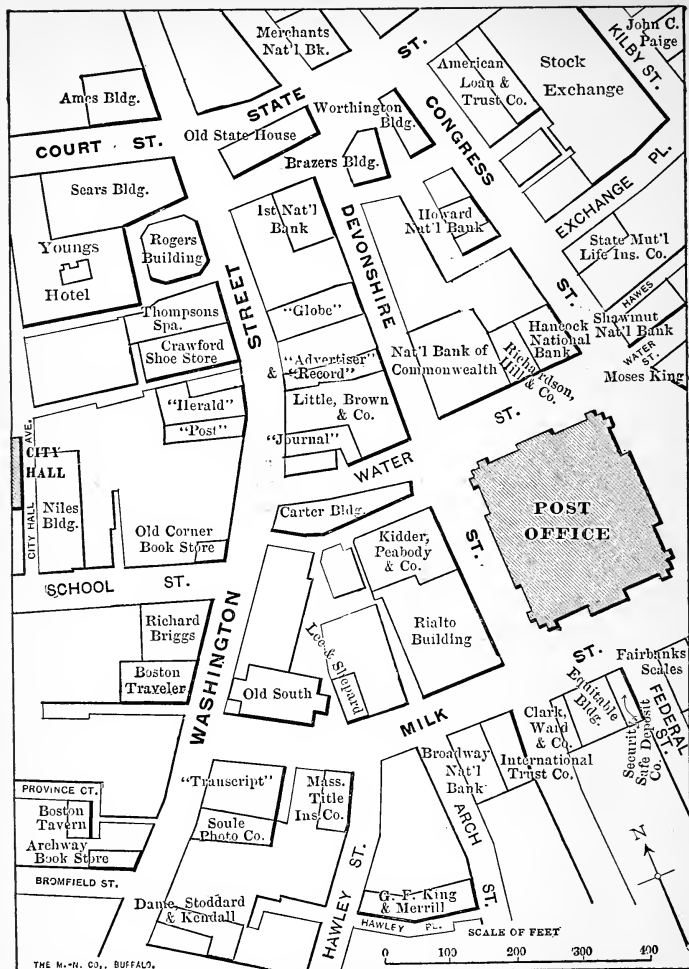 Merchants
Nat'l Bk.
ST.
John C.
Paige
KILBY ST.
American
Loan &
Trust Co.
Stock
Exchange
Ames Bldg.
STATE
Worthington
Bldg.
CONGRESS
COURT ST.
Old State House
Brazers Bldg.
PL.
EXCHANGE
Sears Bldg.
1st Nat'l
Bank
DEVONSHIRE
Howard
Nat'l Bank
State Mut'l
Life Ins. Co.
Youngs
Hotel
Rogers
Building
ST.
HAWES
Thompsons
Spa.
STREET
"Globe"
Hancock
National
Bank
Shawmut
Nat'l Bank
Crawford
Shoe Store
"Advertiser"
& "Record"
Nat'l Bank of
Commonwealth
Richardson,
Hill & Co.
WATER
ST.
Moses King
"Herald"
Little, Brown
& Co.
ST.
"Post"
"Journal"
CITY HALL AVE.
CITY
HALL
WATER
POST
OFFICE
Niles
Bldg.
Carter Bldg.
Old Corner
Book Store
Kidder,
Peabody
& Co.
ST.
SCHOOL ST.
WASHINGTON
Richard
Briggs
Lee & Shepard
Rialto
Building
ST.
Fairbanks
Scales
Boston
Traveler
Old South
Equitable
Bldg.
FEDERAL
ST.
MILK
Clark,
Ward
& Co.
Security
Safe Deposit
Co.
Broadway
Nat'l
Bank
International
Trust Co.
"Transcript"
Mass.
Title
Ins. Co.
PROVINCE CT.
Boston
Tavern
Soule
Photo Co.
ARCH
N
Archway
Book Store
HAWLEY ST.
BROMFIELD ST.
ST.
Dame, Stoddard
& Kendall
G. F. King
& Merrill
HAWLEY PL.
SCALE OF FEET
0 100 200 300 400
THE M.-N. CO., BUFFALO.